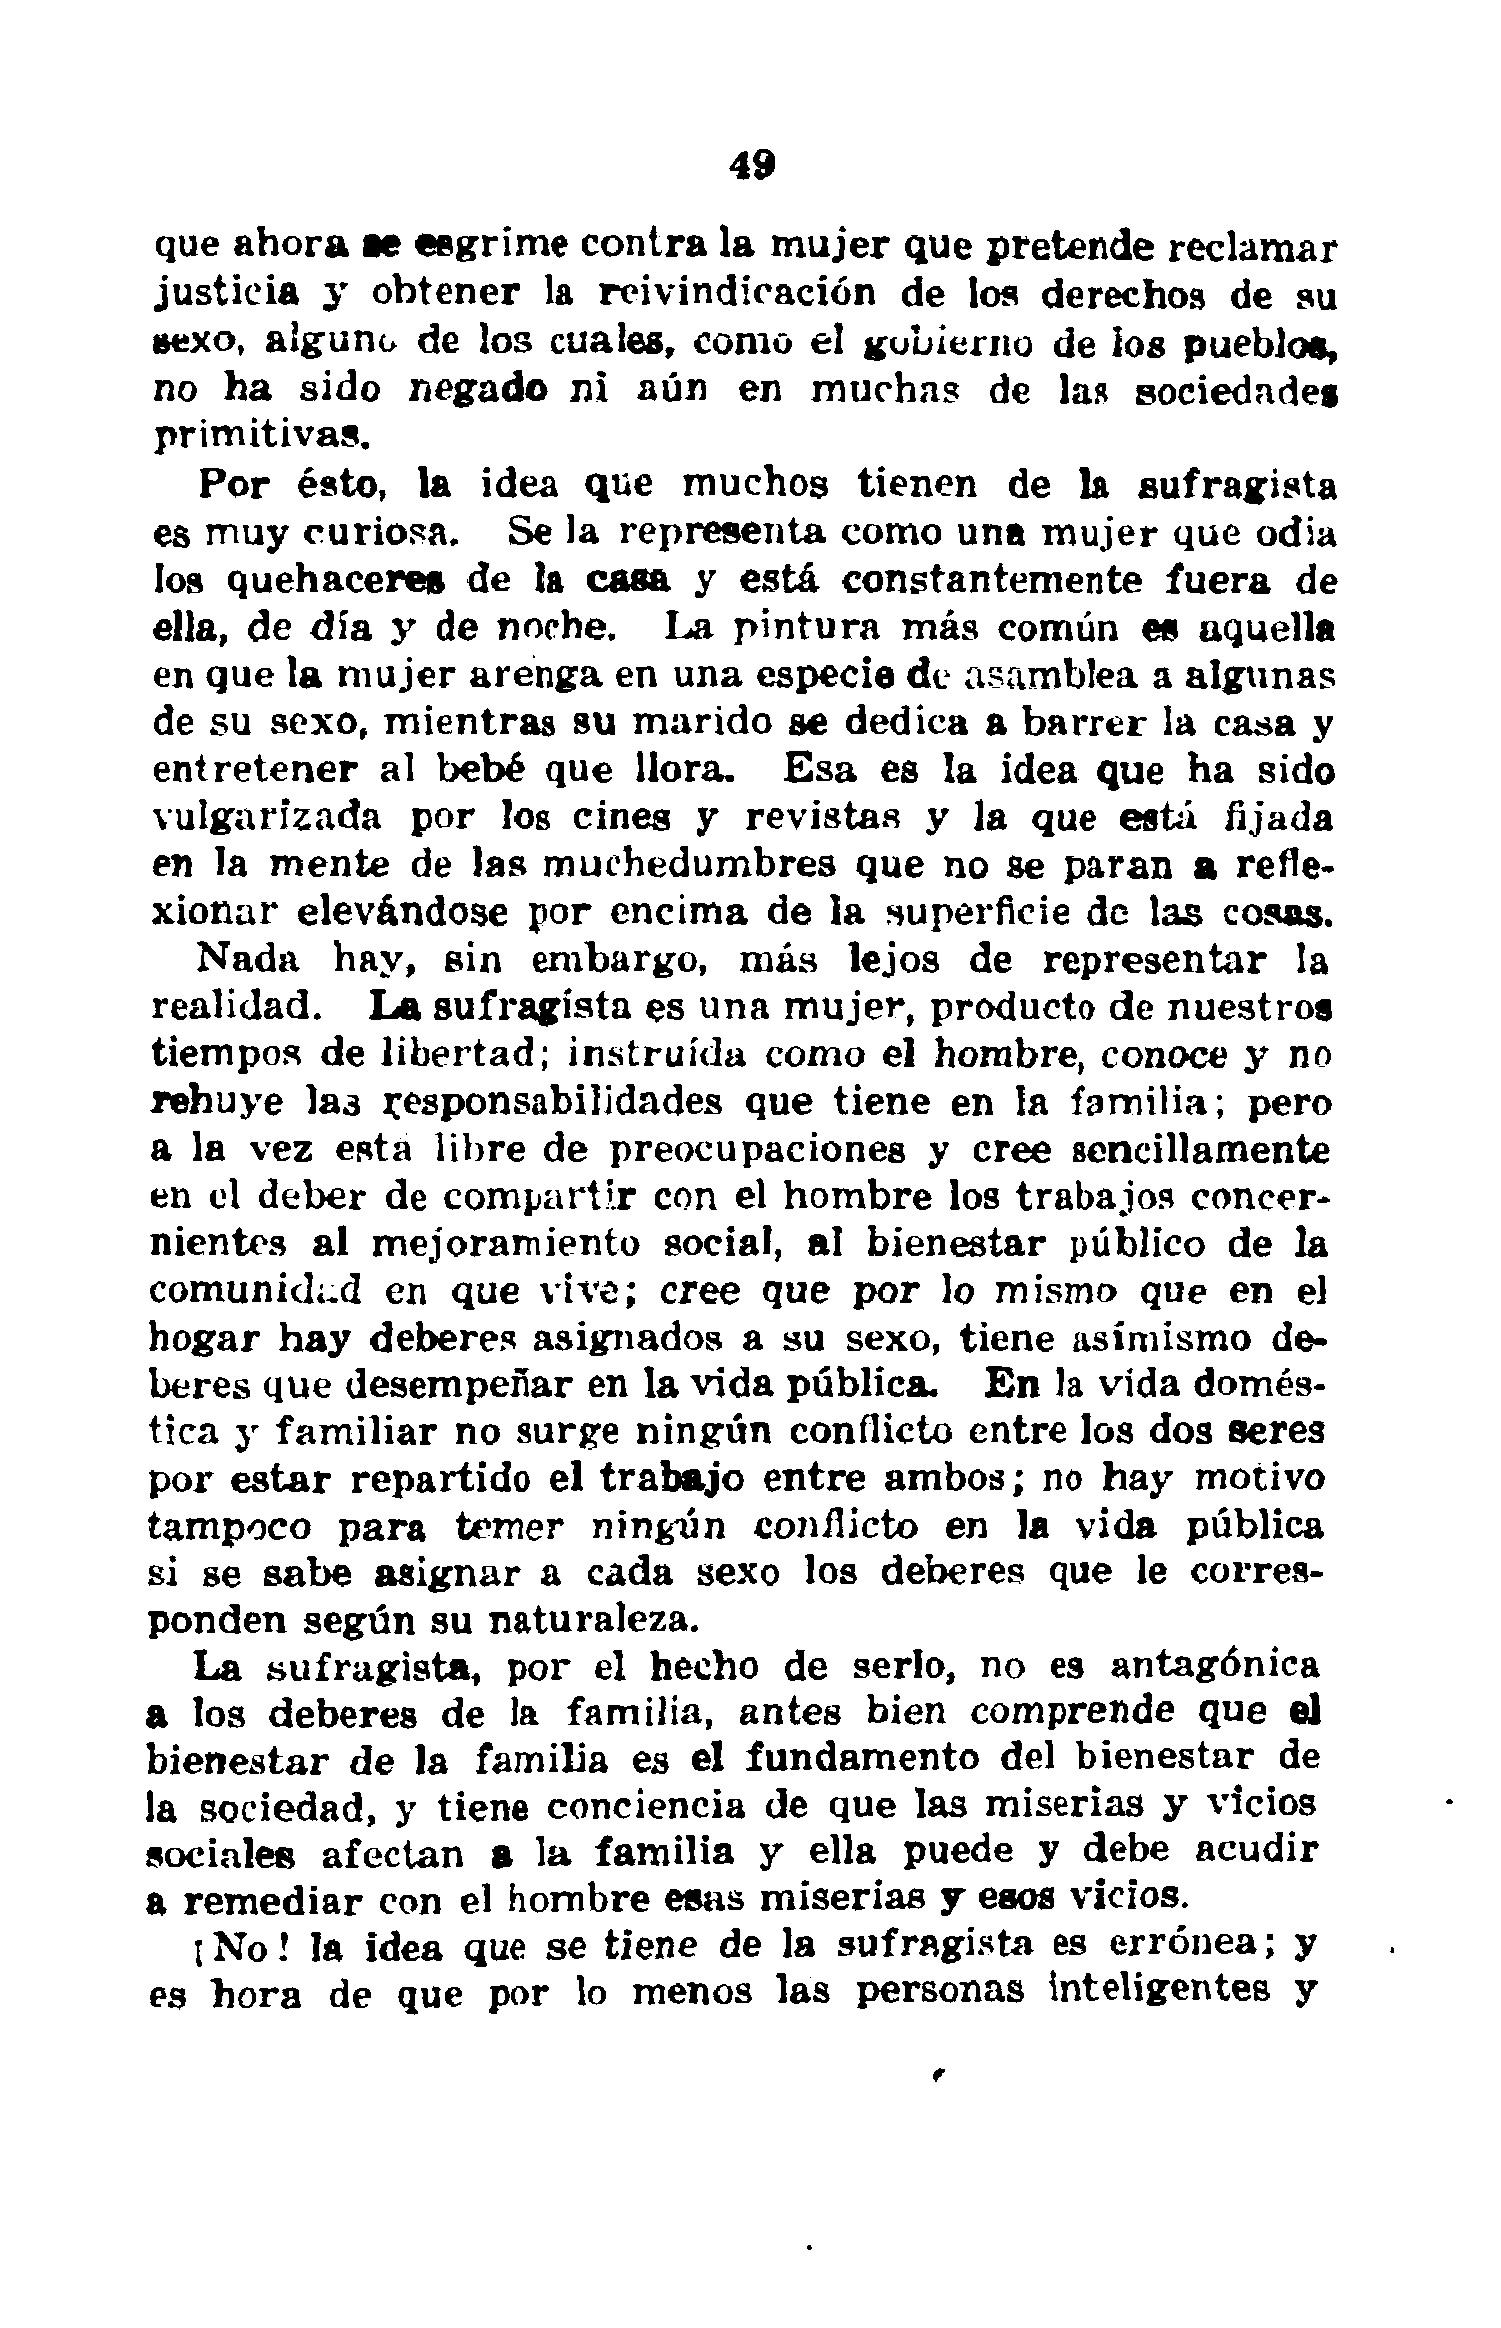 49
que ahora se esgrime contra la mujer que pretende reclamar
justicia y obtener la reivindicación de los derechos de su
sexo, alguno de los cuales, como el gobierno de los pueblos,
no ha sido negado ni aún en muchas de las sociedades
primitivas.
Por ésto, la idea que muchos tienen de la sufragista
es muy curiosa. Se la representa como una mujer que odia
los quehaceres de la casa y está constantemente fuera de
ella, de día y de noche. La pintura más común es aquella
en que la mujer arenga en una especie de asamblea a algunas
de su sexo, mientras su marido se dedica a barrer la casa y
entretener al bebé que llora. Esa es la idea que ha sido
vulgarizada por los cines y revistas y la que está fijada
en la mente de las muchedumbres que no se paran a refle-
xionar elevándose por encima de la superficie de las cosas.
Nada hay, sin embargo, más lejos de representar la
realidad. La sufragista es una mujer, producto de nuestros
tiempos de libertad; instruída como el hombre, conoce y no
rehuye las responsabilidades que tiene en la familia; pero
a la vez está libre de preocupaciones y cree sencillamente
en el deber de compartir con el hombre los trabajos concer-
nientes al mejoramiento social, al bienestar público de la
comunidad en que vive; cree que por lo mismo que en el
hogar hay deberes asignados a su sexo, tiene asímismo de-
beres que desempeñar en la vida pública. En la vida domés-
tica y familiar no surge ningún conflicto entre los dos seres
por estar repartido el trabajo entre ambos; no hay motivo
tampoco para temer ningún conflicto en la vida pública
si se sabe asignar a cada sexo los deberes que le corres-
ponden según su naturaleza.
La sufragista, por el hecho de serlo, no es antagónica
a los deberes de la familia, antes bien comprende que el
bienestar de la familia es el fundamento del bienestar de
la sociedad, y tiene conciencia de que las miserias y vicios
sociales afectan a la familia y ella puede y debe acudir
a remediar con el hombre esas miserias y esos vicios.
¡No! la idea que se tiene de la sufragista es errónea; y
es hora de que por lo menos las personas inteligentes y